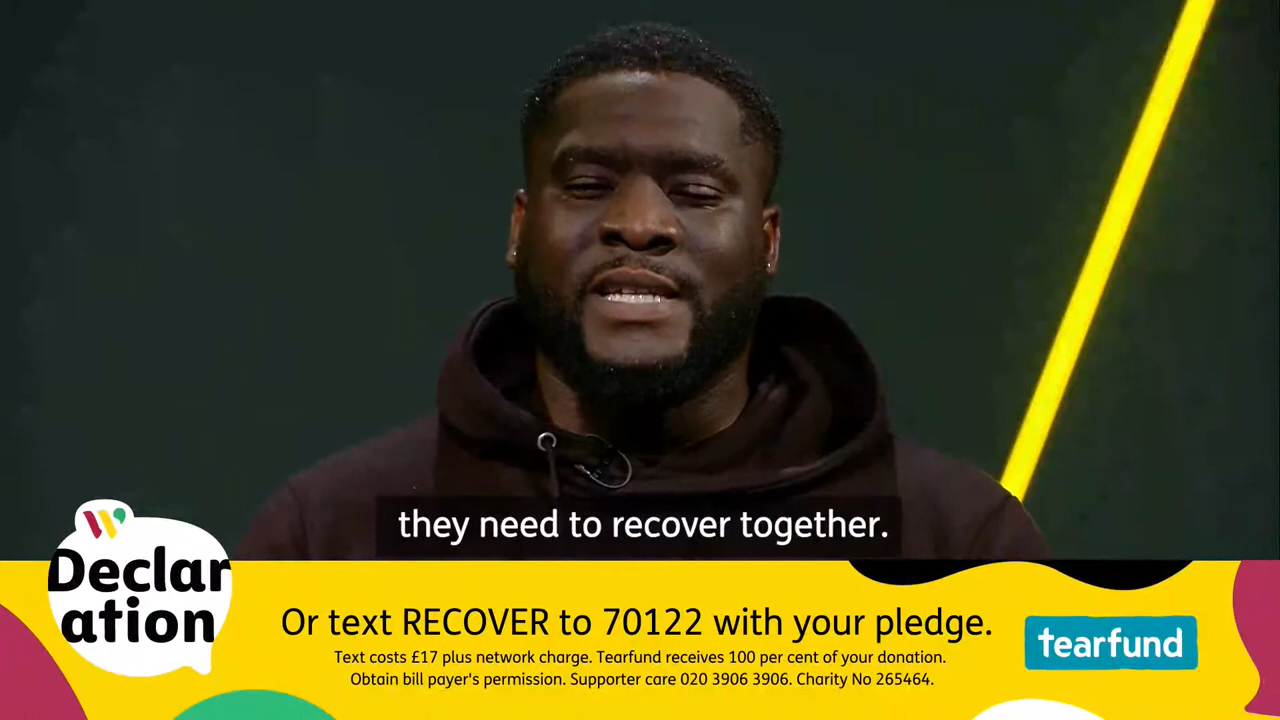 they need to recover together.
Declar
ation
Or text RECOVER to 70122 with your pledge.
Text costs £17 plus network charge. Tearfund receives 100 per cent of your donation.
Obtain bill payer's permission. Supporter care 020 3906 3906. Charity No 265464.
tearfund